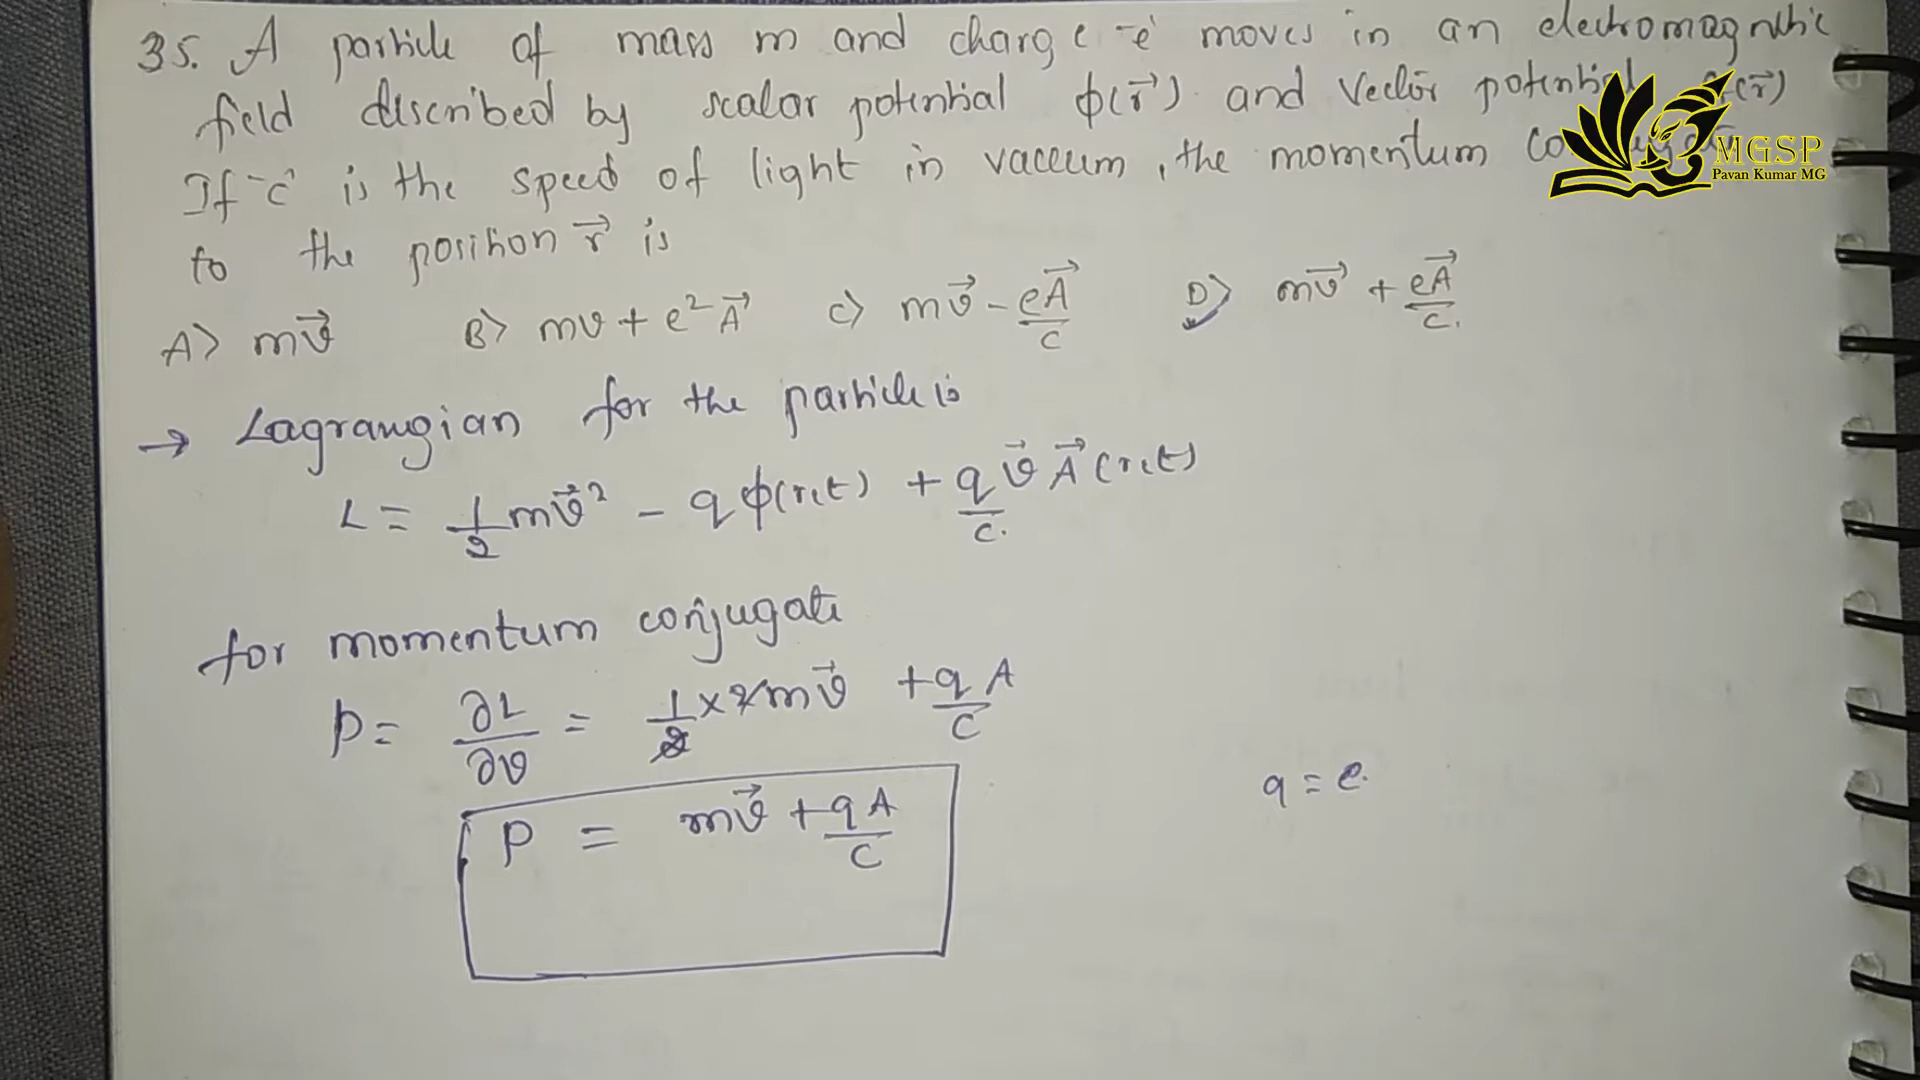 35. A particle of mass m and charge 'e' moves in an electromagnetic
field discribed by scalar potential ϕ(r⃗) and Vector potential (r⃗)
If 'c' is the speed of light in vaccum, the momentum
to the position r⃗ is
A> mv⃗ B> mv + e²A⃗ C> mv⃗ - eA⃗/c D> mv⃗ + eA⃗/c.
→ Lagrangian for the particle is
L = 1/2 mv⃗² - qϕ(r,t) + q/c. v⃗ A⃗(r,t)
for momentum conjugate
p = ∂L/∂v = 1/2 × 2mv⃗ + q/c A
P = mv⃗ + qA/c
q = e.
MGSP
Pavan Kumar MG